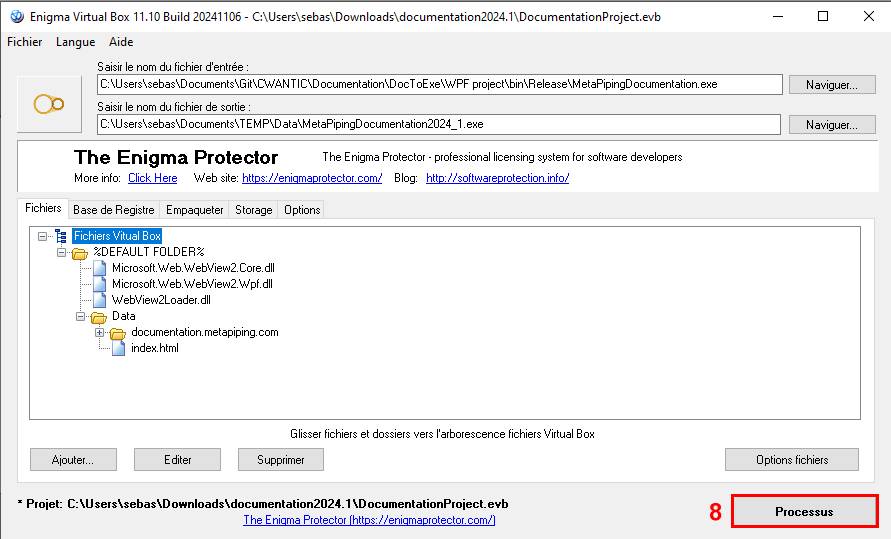 Enigma Virtual Box 11.10 Build 20241106 - C:\Users\sebas\Downloads\documentation2024.1\DocumentationProject.evb
Fichier Langue Aide
Saisir le nom du fichier d'entrée :
C:\Users\sebas\Documents\Git\CWANTIC\Documentation\DocToExe\WPF project\bin\Release\MetaPipingDocumentation.exe
Naviguer...
Saisir le nom du fichier de sortie :
C:\Users\sebas\Documents\TEMP\Data\MetaPipingDocumentation2024_1.exe
Naviguer...
The Enigma Protector The Enigma Protector - professional licensing system for software developers
More info: Click Here Web site: https://enigmaprotector.com/ Blog: http://softwareprotection.info/
Fichiers Base de Registre Empaqueter Storage Options
Fichiers Vitual Box
%DEFAULT FOLDER%
Microsoft.Web.WebView2.Core.dll
Microsoft.Web.WebView2.Wpf.dll
WebView2Loader.dll
Data
documentation.metapiping.com
index.html
Glisser fichiers et dossiers vers l'arborescence fichiers Virtual Box
Ajouter... Editer Supprimer Options fichiers
* Projet: C:\Users\sebas\Downloads\documentation2024.1\DocumentationProject.evb
The Enigma Protector (https://enigmaprotector.com/)
8 Processus